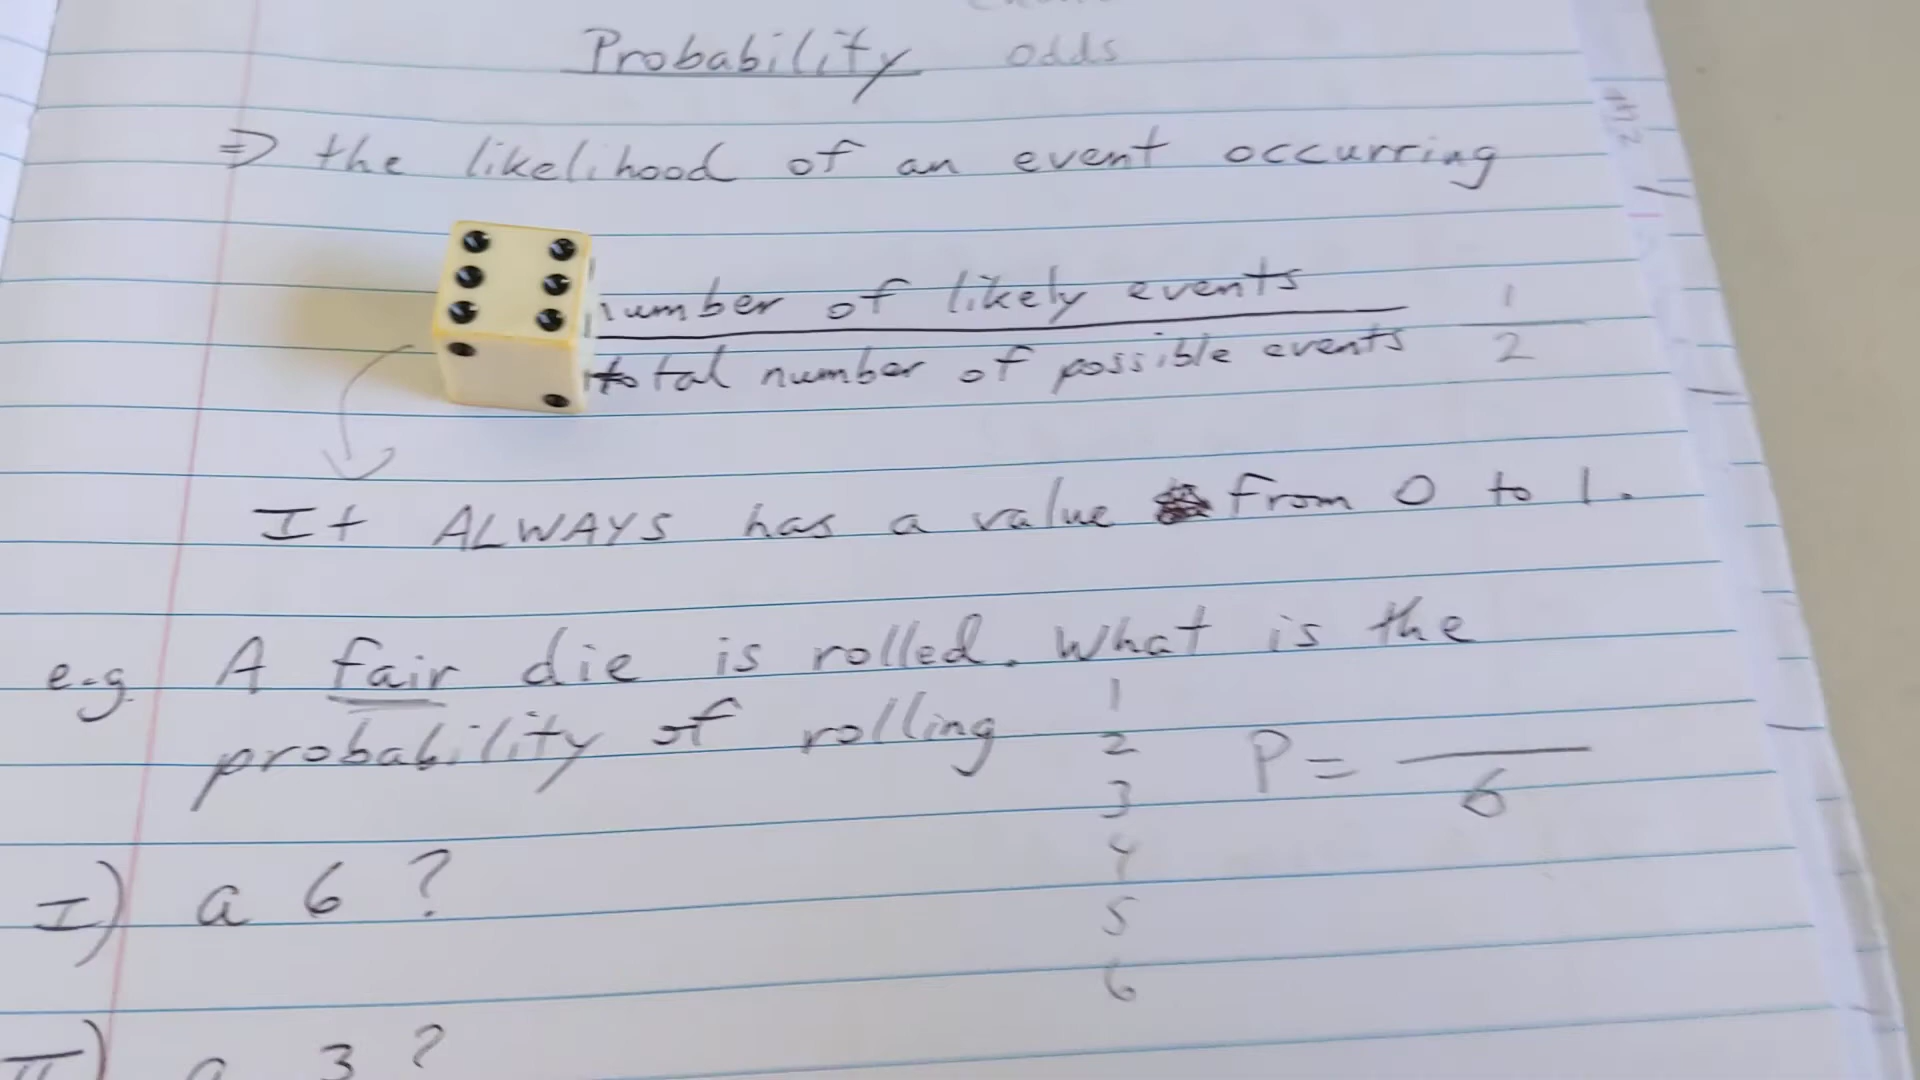 Probability odds
⇒ the likelihood of an event occurring
number of likely events
total number of possible events
1
2
It ALWAYS has a value from 0 to 1.
e.g. A fair die is rolled. What is the
probability of rolling
1
2
3
4
5
6
P =
6
I) a 6 ?
II) a 3 ?